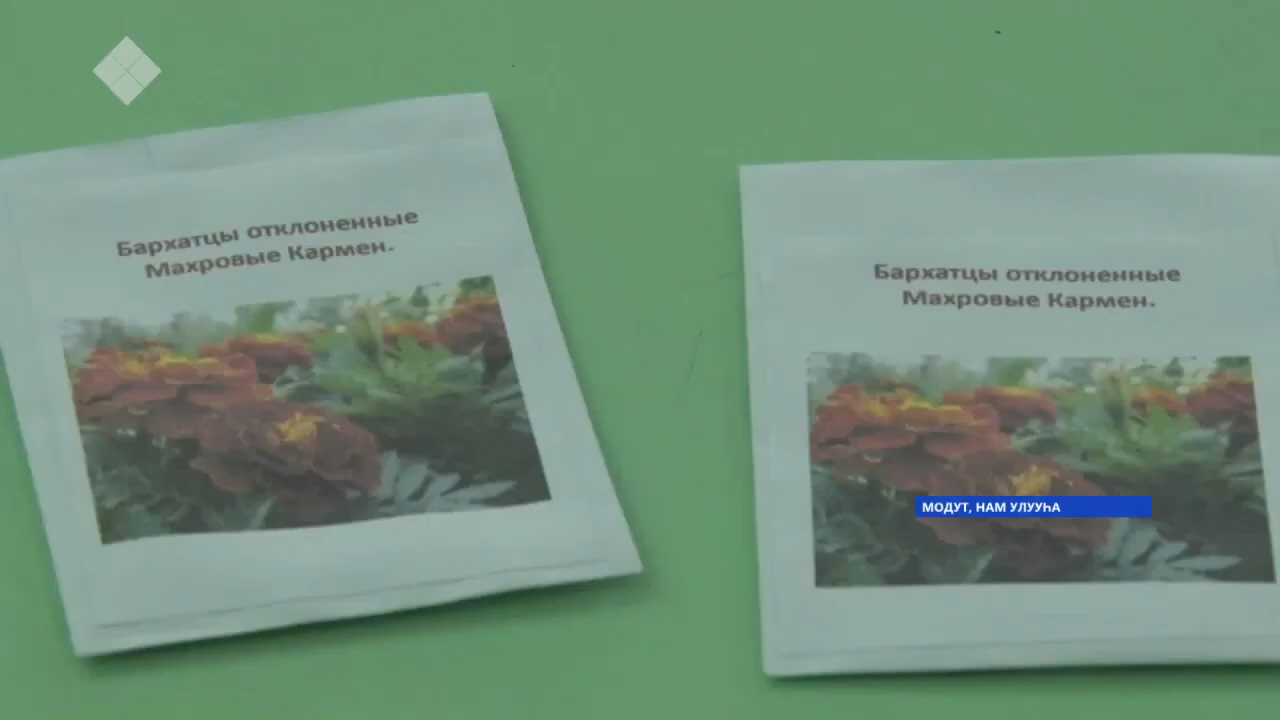 Бархатцы отклоненные
Махровые Кармен.
Бархатцы отклоненные
Махровые Кармен.
МОДУТ, НАМ УЛУУҺА